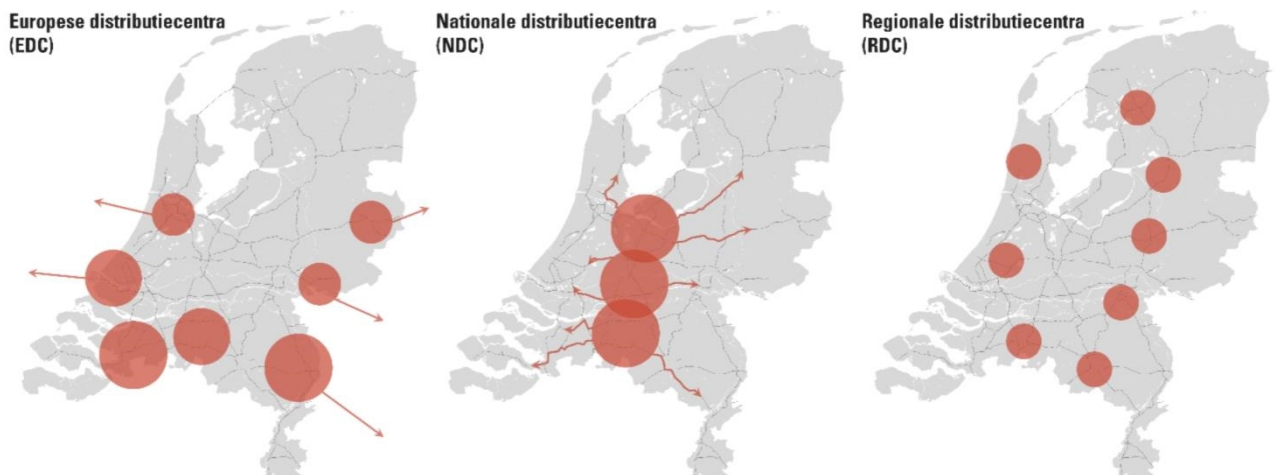 Europese distributiecentra
(EDC)
Nationale distributiecentra
(NDC)
Regionale distributiecentra
(RDC)